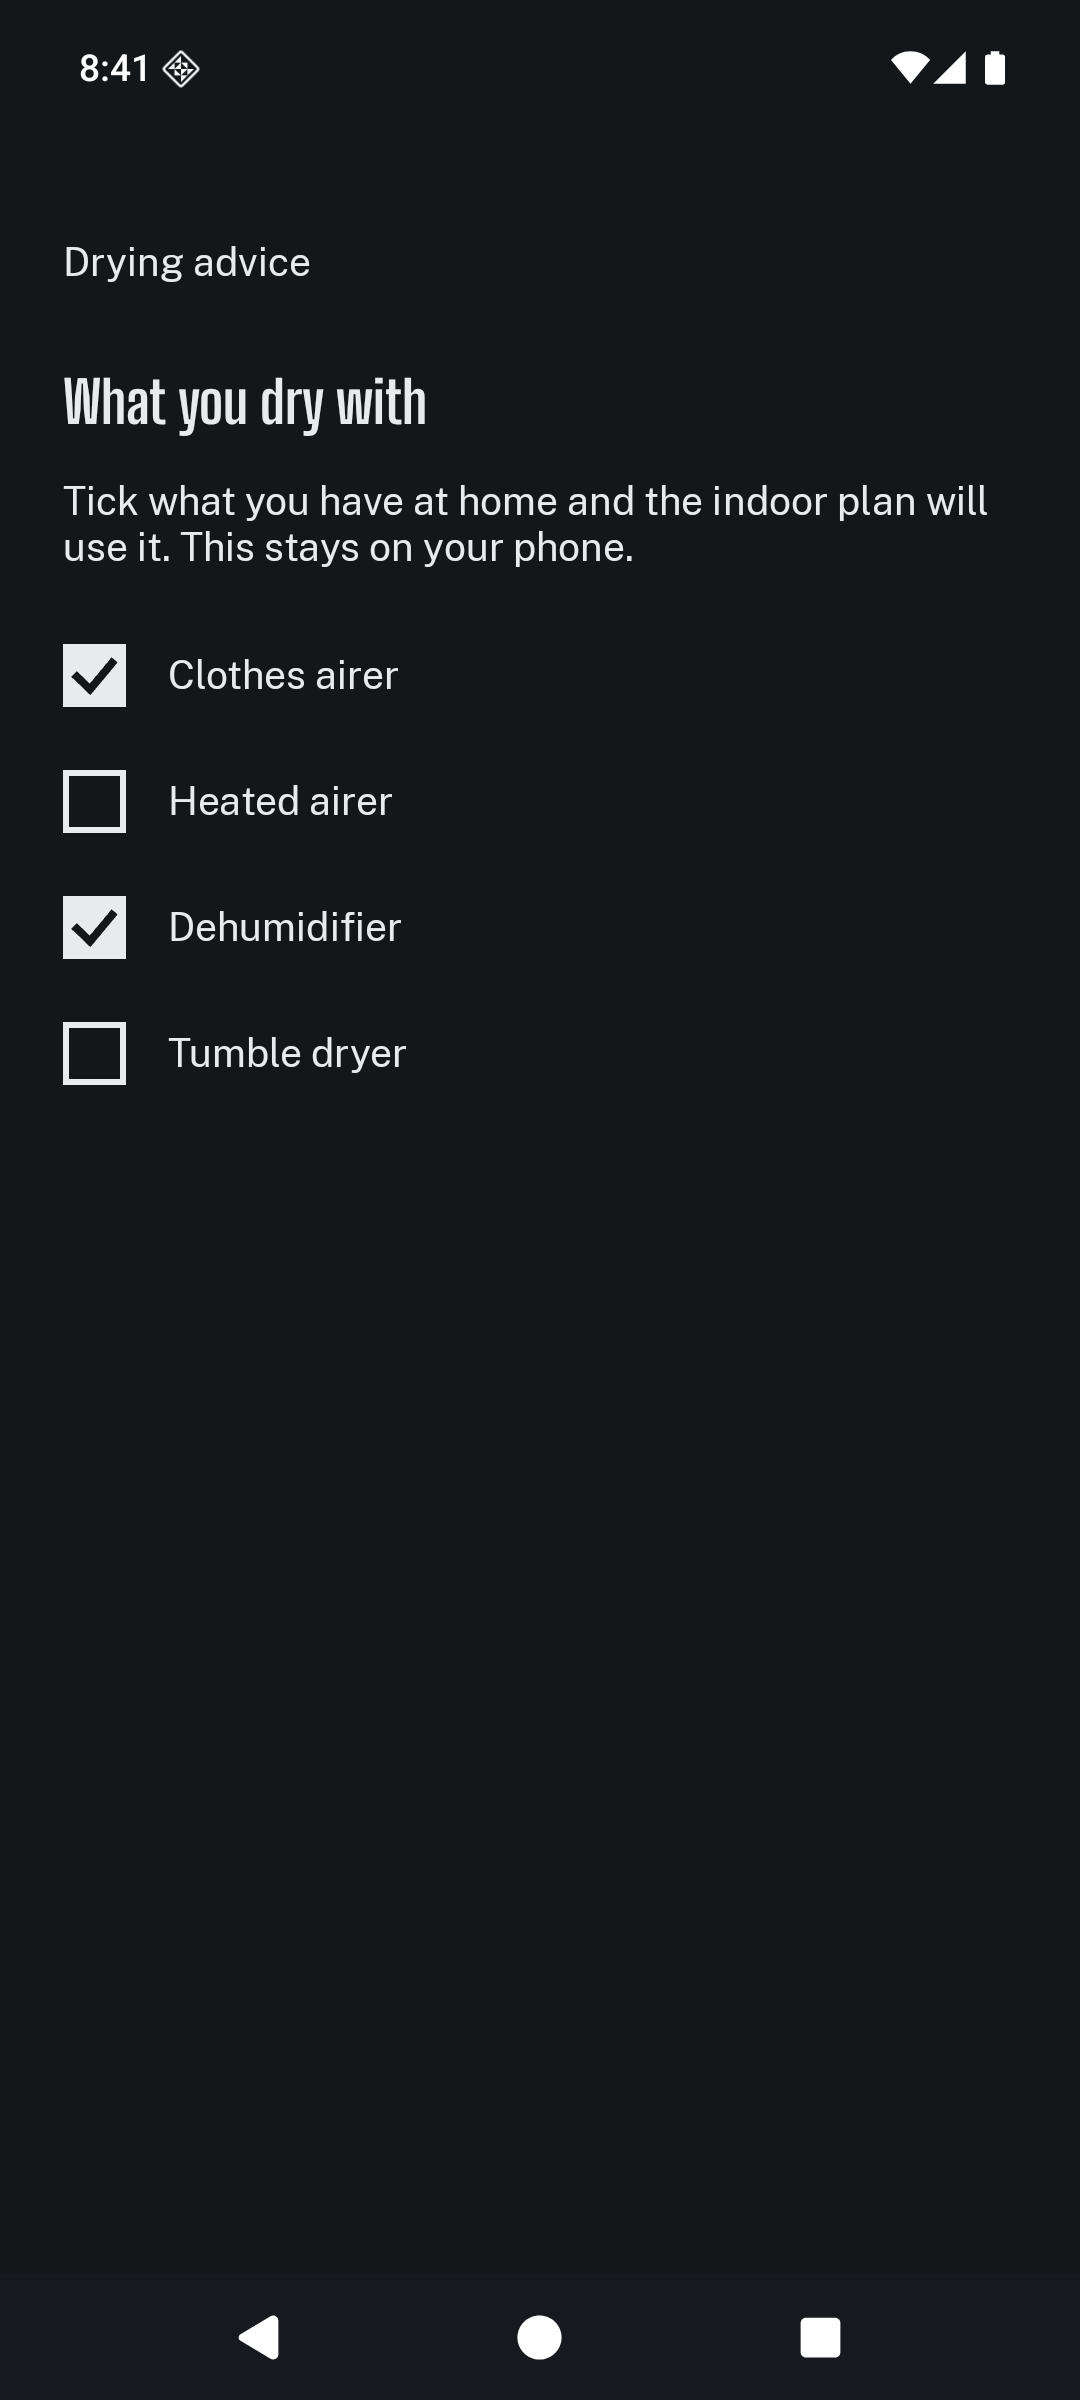 8:41
Drying advice
What you dry with
Tick what you have at home and the indoor plan will
use it. This stays on your phone.
Clothes airer
Heated airer
Dehumidifier
Tumble dryer